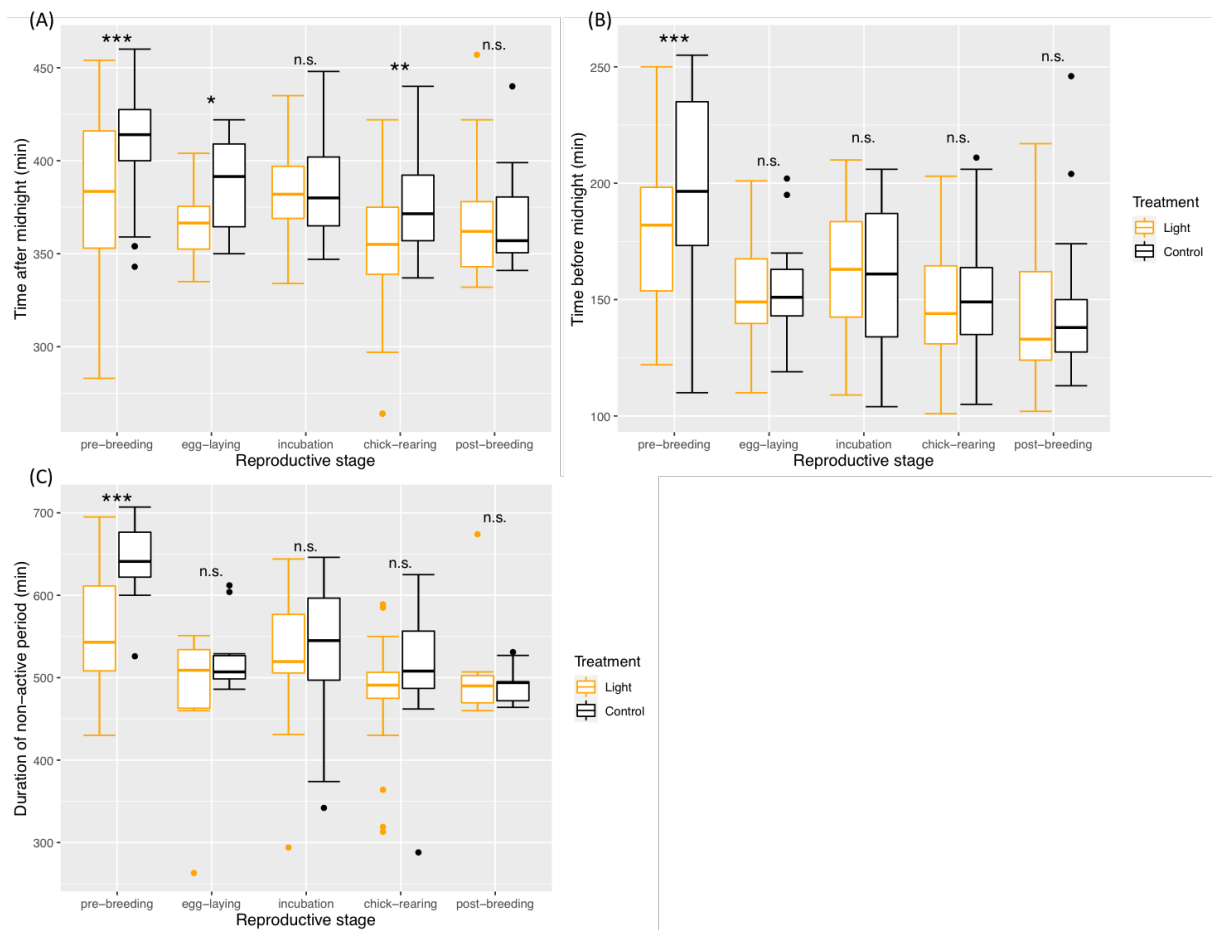 (A)
***
*
n.s.
**
n.s.
450
400
350
300
Time after midnight (min)
pre−breeding egg−laying incubation chick−rearing post−breeding
Reproductive stage
(B)
***
n.s.
n.s.
n.s.
n.s.
250
200
150
100
Time before midnight (min)
pre−breeding egg−laying incubation chick−rearing post−breeding
Reproductive stage
Treatment
Light
Control
(C)
***
n.s.
n.s.
n.s.
n.s.
700
600
500
400
300
Duration of non−active period (min)
pre−breeding egg−laying incubation chick−rearing post−breeding
Reproductive stage
Treatment
Light
Control